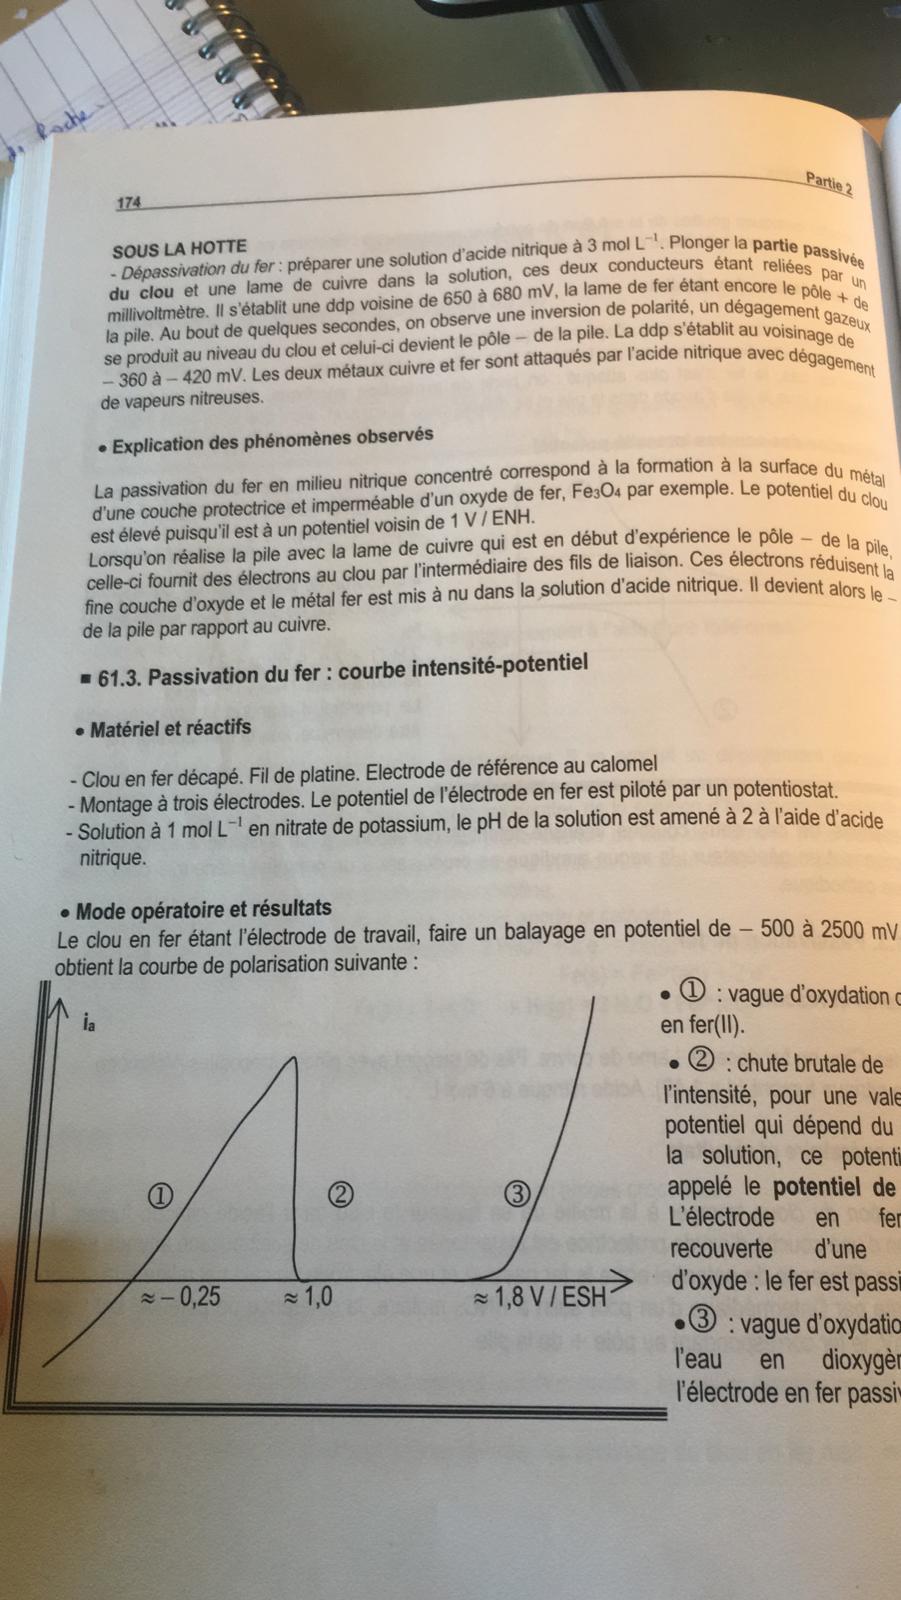 Roche
174
Partie 2
SOUS LA HOTTE
- Dépassivation du fer : préparer une solution d'acide nitrique à 3 mol L⁻¹. Plonger la partie passivée
du clou et une lame de cuivre dans la solution, ces deux conducteurs étant reliées par un
millivoltmètre. Il s'établit une ddp voisine de 650 à 680 mV, la lame de fer étant encore le pôle + de
la pile. Au bout de quelques secondes, on observe une inversion de polarité, un dégagement gazeux
se produit au niveau du clou et celui-ci devient le pôle – de la pile. La ddp s'établit au voisinage de
– 360 à – 420 mV. Les deux métaux cuivre et fer sont attaqués par l'acide nitrique avec dégagement
de vapeurs nitreuses.
• Explication des phénomènes observés
La passivation du fer en milieu nitrique concentré correspond à la formation à la surface du métal
d'une couche protectrice et imperméable d'un oxyde de fer, Fe₃O₄ par exemple. Le potentiel du clou
est élevé puisqu'il est à un potentiel voisin de 1 V / ENH.
Lorsqu'on réalise la pile avec la lame de cuivre qui est en début d'expérience le pôle – de la pile,
celle-ci fournit des électrons au clou par l'intermédiaire des fils de liaison. Ces électrons réduisent la
fine couche d'oxyde et le métal fer est mis à nu dans la solution d'acide nitrique. Il devient alors le –
de la pile par rapport au cuivre.
▪ 61.3. Passivation du fer : courbe intensité-potentiel
• Matériel et réactifs
- Clou en fer décapé. Fil de platine. Electrode de référence au calomel
- Montage à trois électrodes. Le potentiel de l'électrode en fer est piloté par un potentiostat.
- Solution à 1 mol L⁻¹ en nitrate de potassium, le pH de la solution est amené à 2 à l'aide d'acide
nitrique.
• Mode opératoire et résultats
Le clou en fer étant l'électrode de travail, faire un balayage en potentiel de – 500 à 2500 mV
obtient la courbe de polarisation suivante :
iₐ
①
②
③
≈ – 0,25
≈ 1,0
≈ 1,8 V / ESH
• ① : vague d'oxydation
en fer(II).
• ② : chute brutale de
l'intensité, pour une vale
potentiel qui dépend du
la solution, ce potenti
appelé le potentiel de
L'électrode en fer
recouverte d'une
d'oxyde : le fer est passi
•③ : vague d'oxydatio
l'eau en dioxygèn
l'électrode en fer passiv